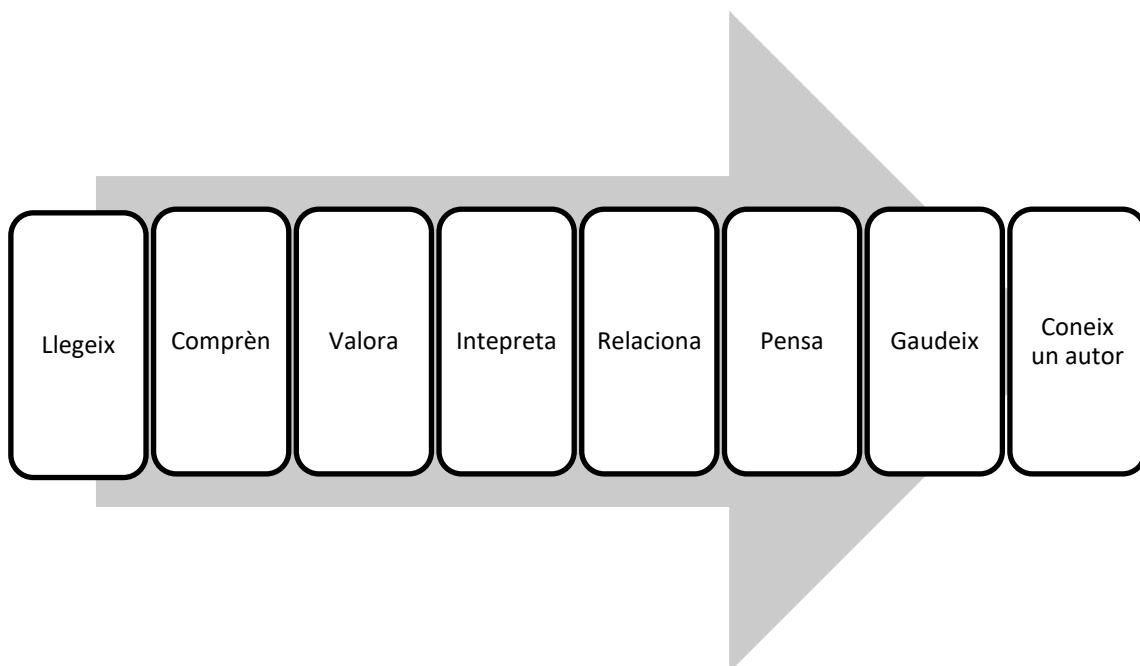 Llegeix
Comprèn
Valora
Intepreta
Relaciona
Pensa
Gaudeix
Coneix
un autor